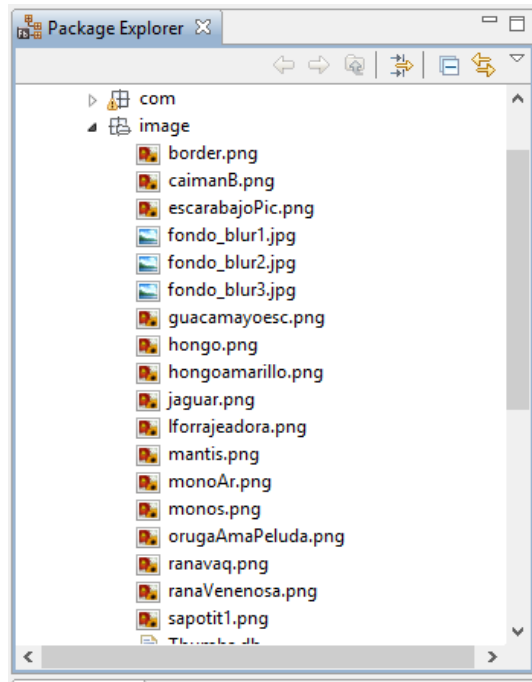 Package Explorer
com
image
border.png
caimanB.png
escarabajoPic.png
fondo_blur1.jpg
fondo_blur2.jpg
fondo_blur3.jpg
guacamayoesc.png
hongo.png
hongoamarillo.png
jaguar.png
lforrajeadora.png
mantis.png
monoAr.png
monos.png
orugaAmaPeluda.png
ranavaq.png
ranaVenenosa.png
sapotit1.png
Thumbs.db